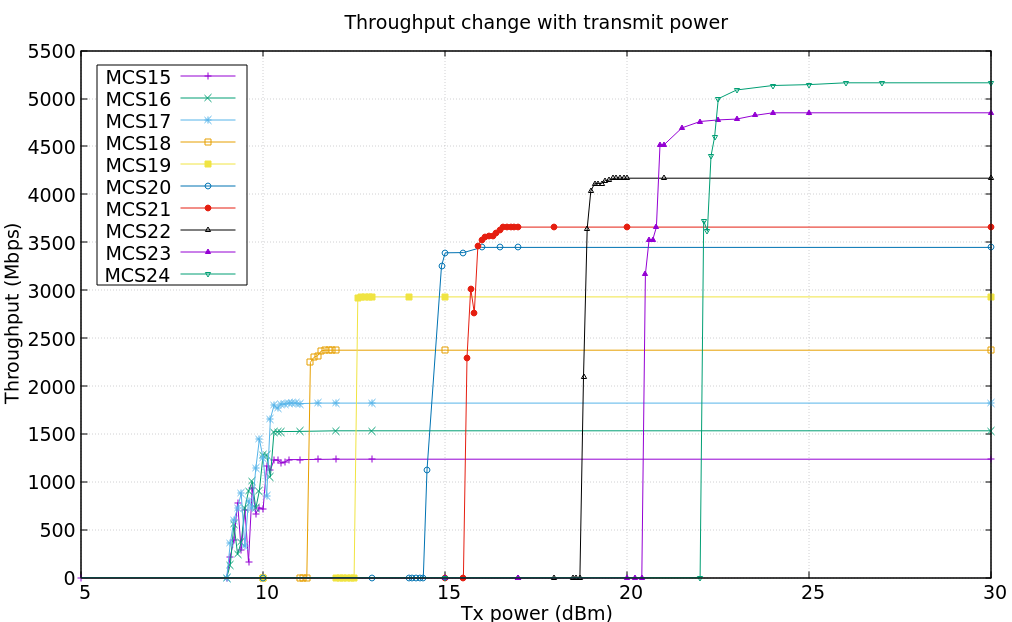 Throughput change with transmit power
5500
5000
4500
4000
3500
3000
2500
2000
1500
1000
500
0
Throughput (Mbps)
MCS15
MCS16
MCS17
MCS18
MCS19
MCS20
MCS21
MCS22
MCS23
MCS24
5 10 15 20 25 30
Tx power (dBm)